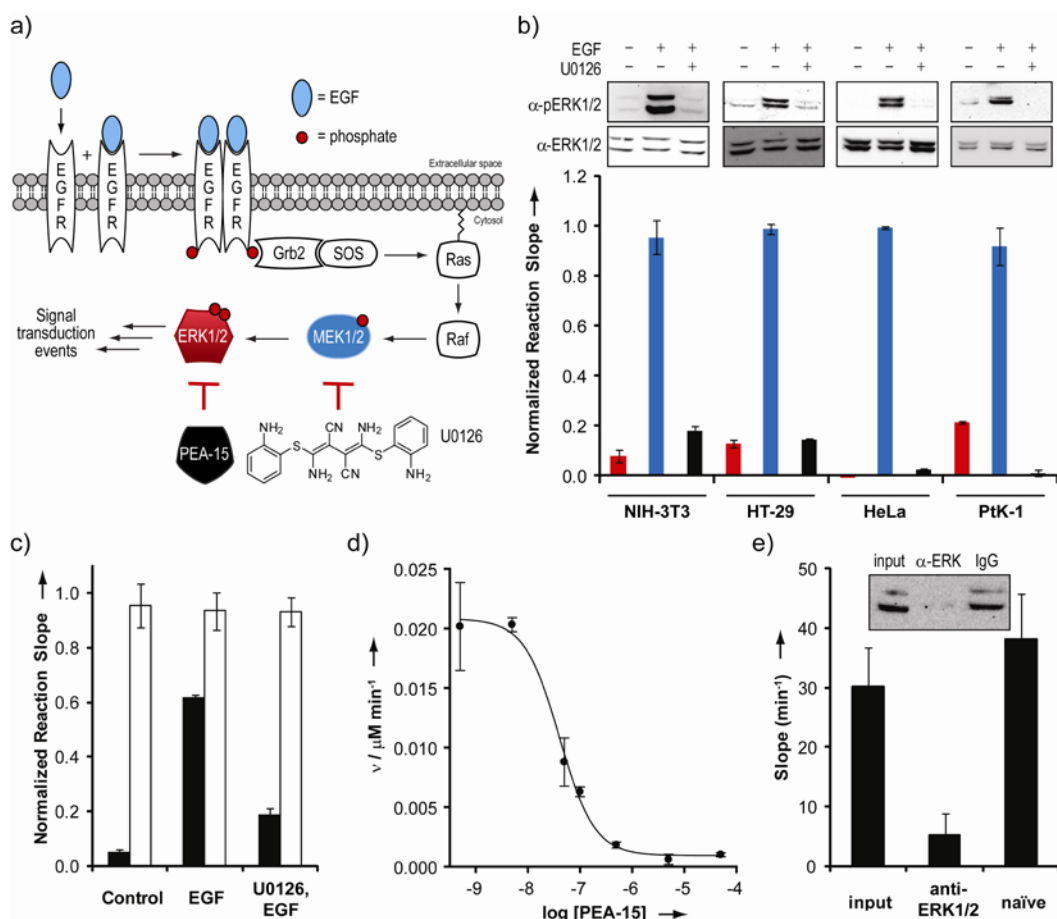 a)
= EGF
= phosphate
+
EGFR
EGFR
EGFR
EGFR
Extracellular space
Cytosol
Grb2
SOS
Ras
Signal
transduction
events
ERK1/2
MEK1/2
Raf
PEA-15
NH2
S
CN
NH2
NH2
CN
S
NH2
U0126
b)
EGF - + + - + + - + + - + +
U0126 - - + - - + - - + - - +
α-pERK1/2
α-ERK1/2
Normalized Reaction Slope
1.2
1.0
0.8
0.6
0.4
0.2
0.0
NIH-3T3 HT-29 HeLa PtK-1
c)
Normalized Reaction Slope
1.0
0.8
0.6
0.4
0.2
0.0
Control EGF U0126,
EGF
d)
ν / μM min-1
0.025
0.020
0.015
0.010
0.005
0.000
-9 -8 -7 -6 -5 -4
log [PEA-15]
e)
input α-ERK IgG
Slope (min-1)
50
40
30
20
10
0
input anti-
ERK1/2 naïve